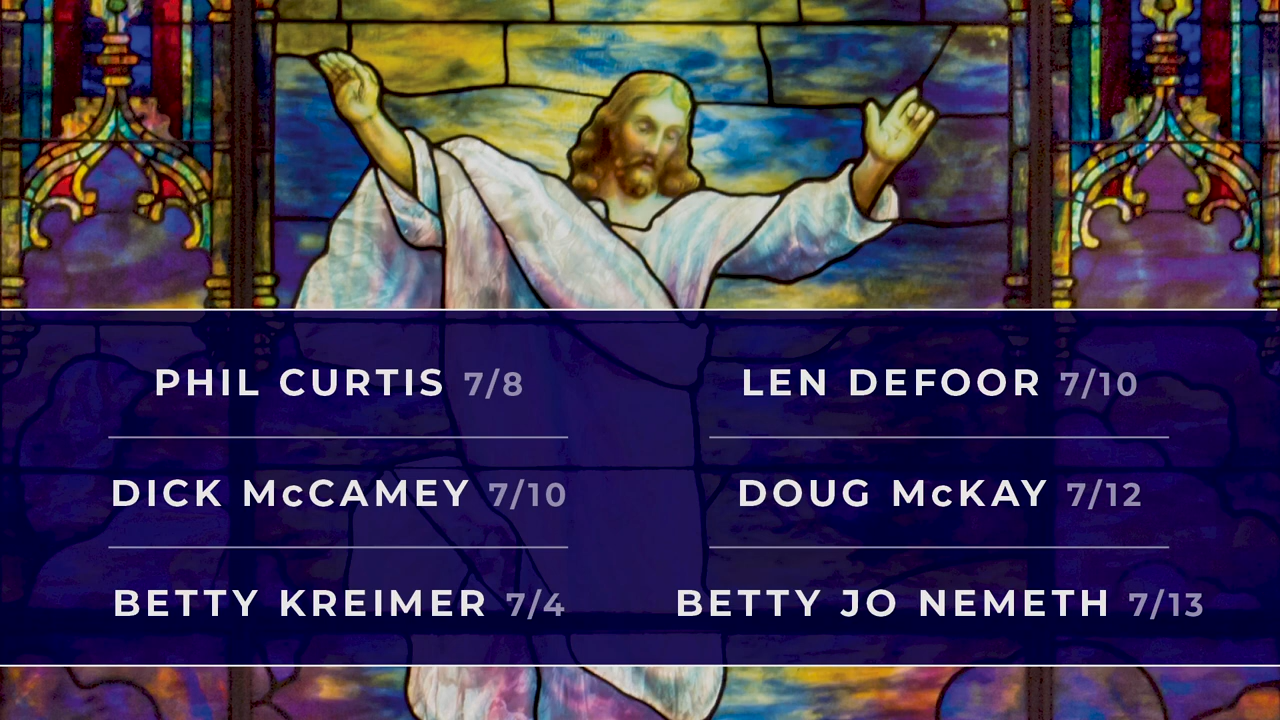 PHIL CURTIS 7/8
LEN DEFOOR 7/10
DICK McCAMEY 7/10
DOUG McKAY 7/12
BETTY KREIMER 7/4
BETTY JO NEMETH 7/13